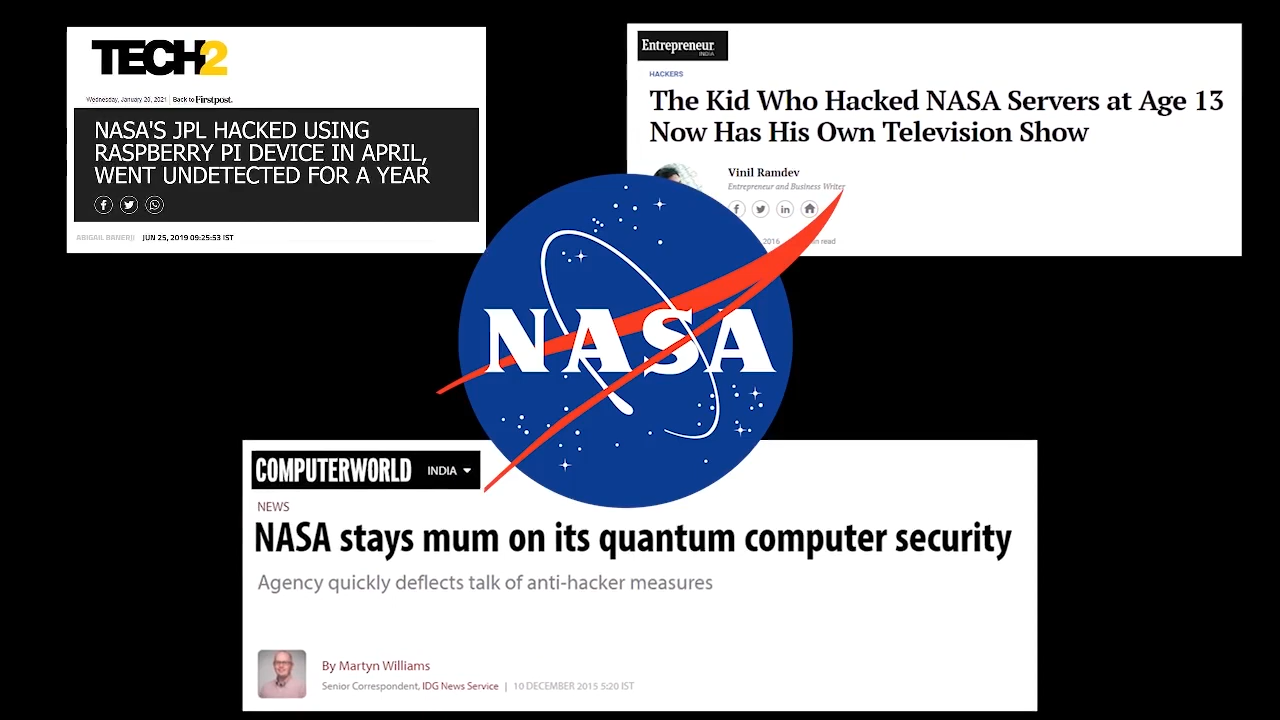 TECH2
Wednesday, January 20, 2021 | Back to Firstpost.
NASA'S JPL HACKED USING
RASPBERRY PI DEVICE IN APRIL,
WENT UNDETECTED FOR A YEAR
ABIGAIL BANERJI JUN 25, 2019 09:25:53 IST
Entrepreneur
INDIA
HACKERS
The Kid Who Hacked NASA Servers at Age 13
Now Has His Own Television Show
Vinil Ramdev
Entrepreneur and Business Writer
2016
read
NASA
COMPUTERWORLD INDIA
NEWS
NASA stays mum on its quantum computer security
Agency quickly deflects talk of anti-hacker measures
By Martyn Williams
Senior Correspondent, IDG News Service | 10 DECEMBER 2015 5:20 IST